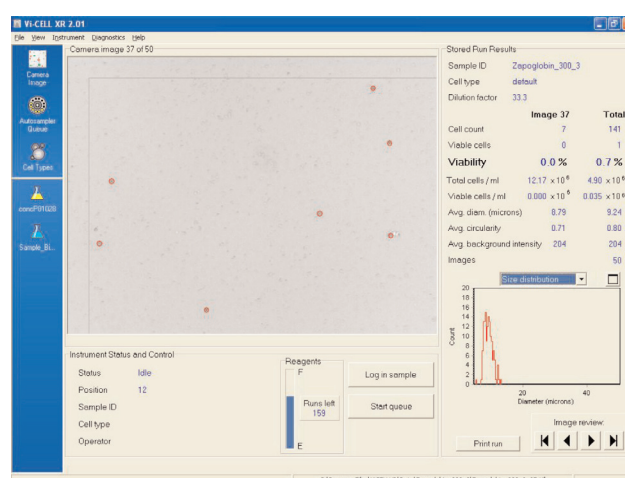 Vi-CELL XR 2.01
File View Instrument Diagnostics Help
Camera image 37 of 50
Camera Image
Autosampler Queue
Cell Types
concP01028
Sample_Bi...
Stored Run Results
Sample ID Zapoglobin_300_3
Cell type default
Dilution factor 33.3
Image 37 Total
Cell count 7 141
Viable cells 0 1
Viability 0.0 % 0.7 %
Total cells / ml 12.17 x10 6 4.90 x10 6
Viable cells / ml 0.000 x10 6 0.035 x10 6
Avg. diam. (microns) 8.79 9.24
Avg. circularity 0.71 0.80
Avg. background intensity 204 204
Images 50
Size distribution
20
18
16
14
12
10
8
6
4
2
0
Count
20 40
Diameter (microns)
Image review:
Print run
Instrument Status and Control
Status Idle
Position 12
Sample ID
Cell type
Operator
Reagents
F
Runs left
159
E
Log in sample
Start queue